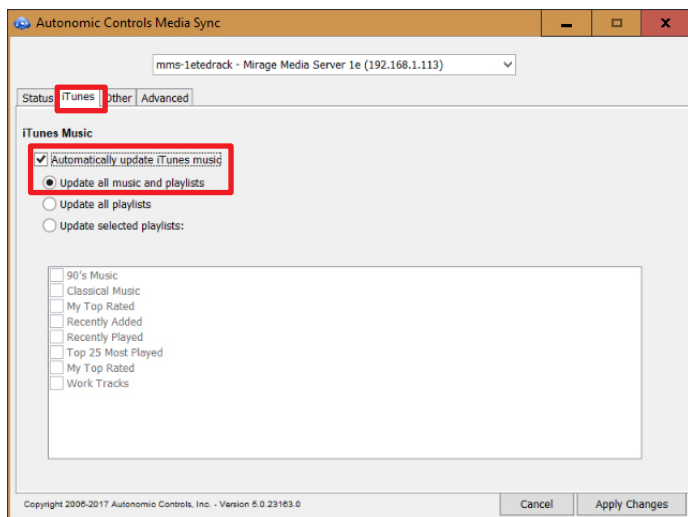 Autonomic Controls Media Sync
mms-1etedrack - Mirage Media Server 1e (192.168.1.113)
Status iTunes Other Advanced
iTunes Music
Automatically update iTunes music
Update all music and playlists
Update all playlists
Update selected playlists:
90's Music
Classical Music
My Top Rated
Recently Added
Recently Played
Top 25 Most Played
My Top Rated
Work Tracks
Copyright 2006-2017 Autonomic Controls, Inc. - Version 5.0.23163.0 Cancel Apply Changes